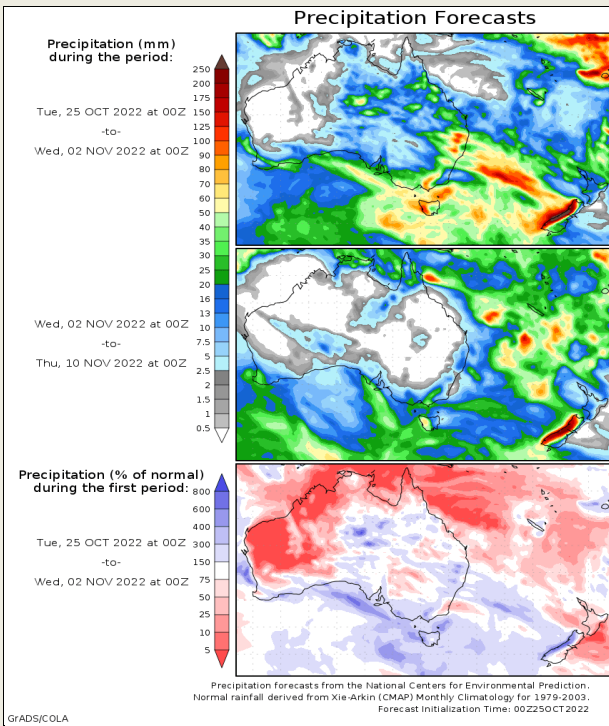 Precipitation Forecasts
Precipitation (mm)
during the period:
Tue, 25 OCT 2022 at 00Z
-to-
Wed, 02 NOV 2022 at 00Z
250
200
175
150
125
100
90
80
70
60
50
40
35
30
25
20
16
13
10
7.5
5
2.5
2
1.5
1
0.5
Wed, 02 NOV 2022 at 00Z
-to-
Thu, 10 NOV 2022 at 00Z
Precipitation (% of normal)
during the first period:
800
600
400
300
150
75
50
25
10
5
Tue, 25 OCT 2022 at 00Z
-to-
Wed, 02 NOV 2022 at 00Z
Precipitation forecasts from the National Centers for Environmental Prediction.
Normal rainfall derived from Xie-Arkin (CMAP) Monthly Climatology for 1979-2003.
Forecast Initialization Time: 00Z25OCT2022
GrADS/COLA